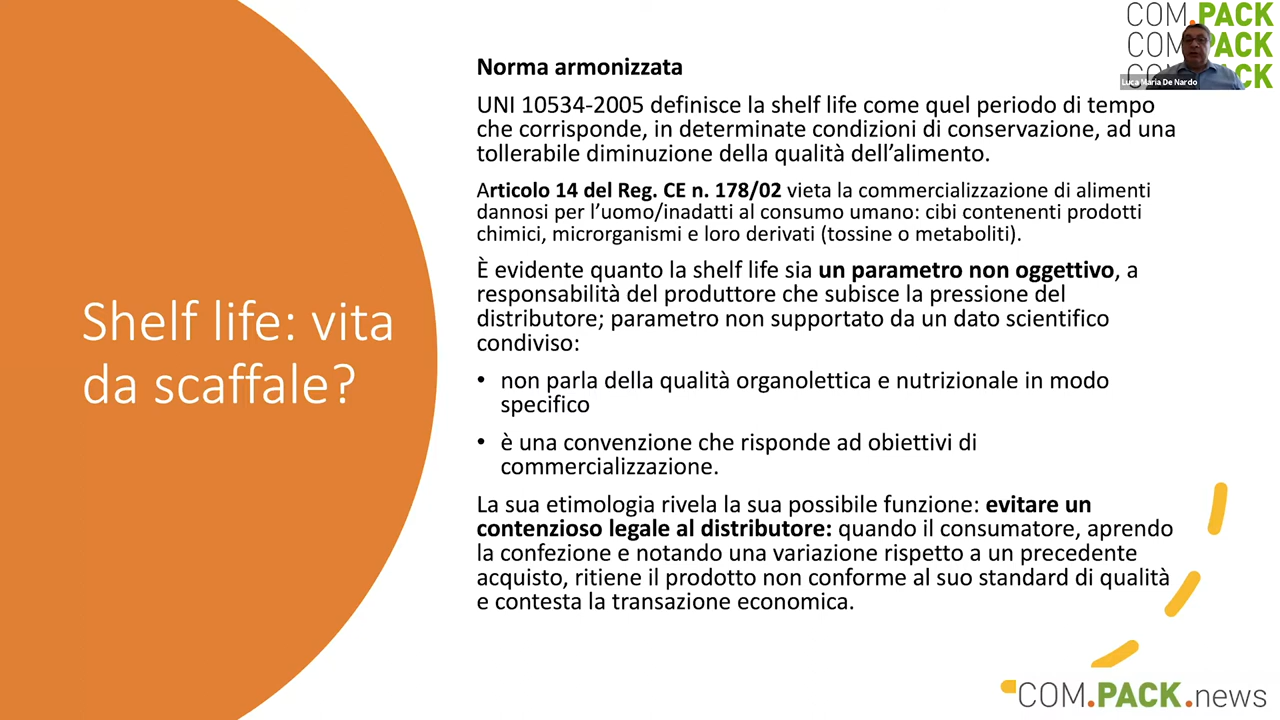 COM.PACK
COM.PACK
COM.PACK
Luca Maria De Nardo
Shelf life: vita
da scaffale?
Norma armonizzata
UNI 10534-2005 definisce la shelf life come quel periodo di tempo
che corrisponde, in determinate condizioni di conservazione, ad una
tollerabile diminuzione della qualità dell’alimento.
Articolo 14 del Reg. CE n. 178/02 vieta la commercializzazione di alimenti
dannosi per l’uomo/inadatti al consumo umano: cibi contenenti prodotti
chimici, microrganismi e loro derivati (tossine o metaboliti).
È evidente quanto la shelf life sia un parametro non oggettivo, a
responsabilità del produttore che subisce la pressione del
distributore; parametro non supportato da un dato scientifico
condiviso:
• non parla della qualità organolettica e nutrizionale in modo
specifico
• è una convenzione che risponde ad obiettivi di
commercializzazione.
La sua etimologia rivela la sua possibile funzione: evitare un
contenzioso legale al distributore: quando il consumatore, aprendo
la confezione e notando una variazione rispetto a un precedente
acquisto, ritiene il prodotto non conforme al suo standard di qualità
e contesta la transazione economica.
COM.PACK.news